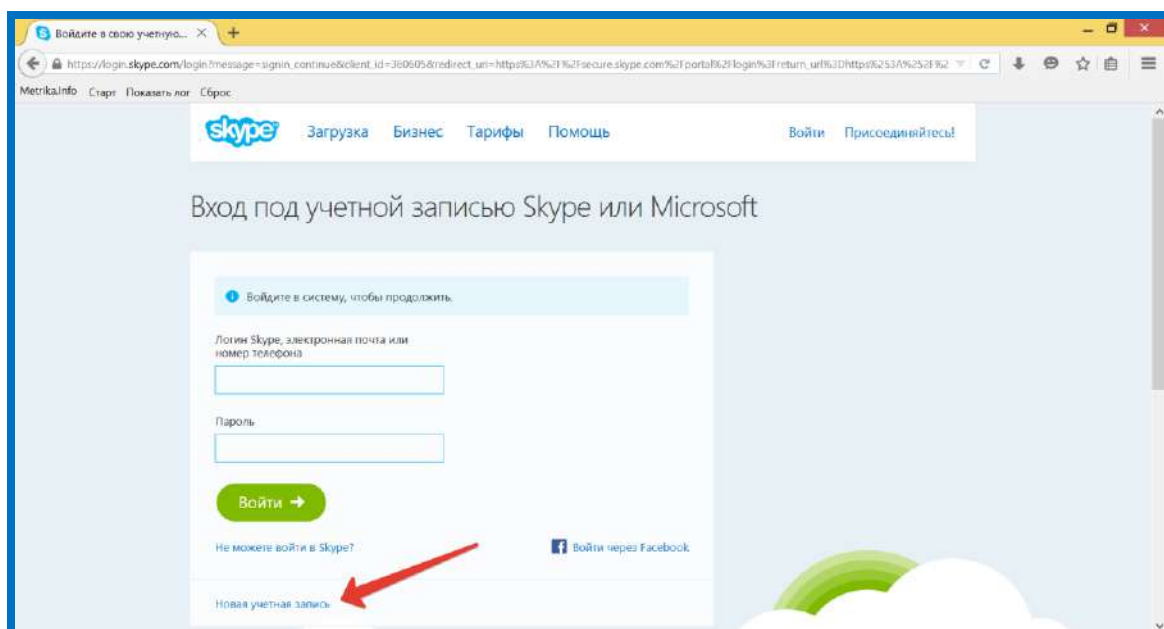 Войдите в свою учетную...
https://login.skype.com/login?message=signin_continue&client_id=360605&redirect_uri=https%3A%2F%2Fsecure.skype.com%2Fportal%2Flogin%3Freturn_url%3Dhttps%253A%252F%2
Metrika.Info Старт Показать лог Сброс
skype Загрузка Бизнес Тарифы Помощь Войти Присоединяйтесь!
Вход под учетной записью Skype или Microsoft
Войдите в систему, чтобы продолжить.
Логин Skype, электронная почта или
номер телефона
Пароль
Войти
Не можете войти в Skype? Войти через Facebook
Новая учетная запись